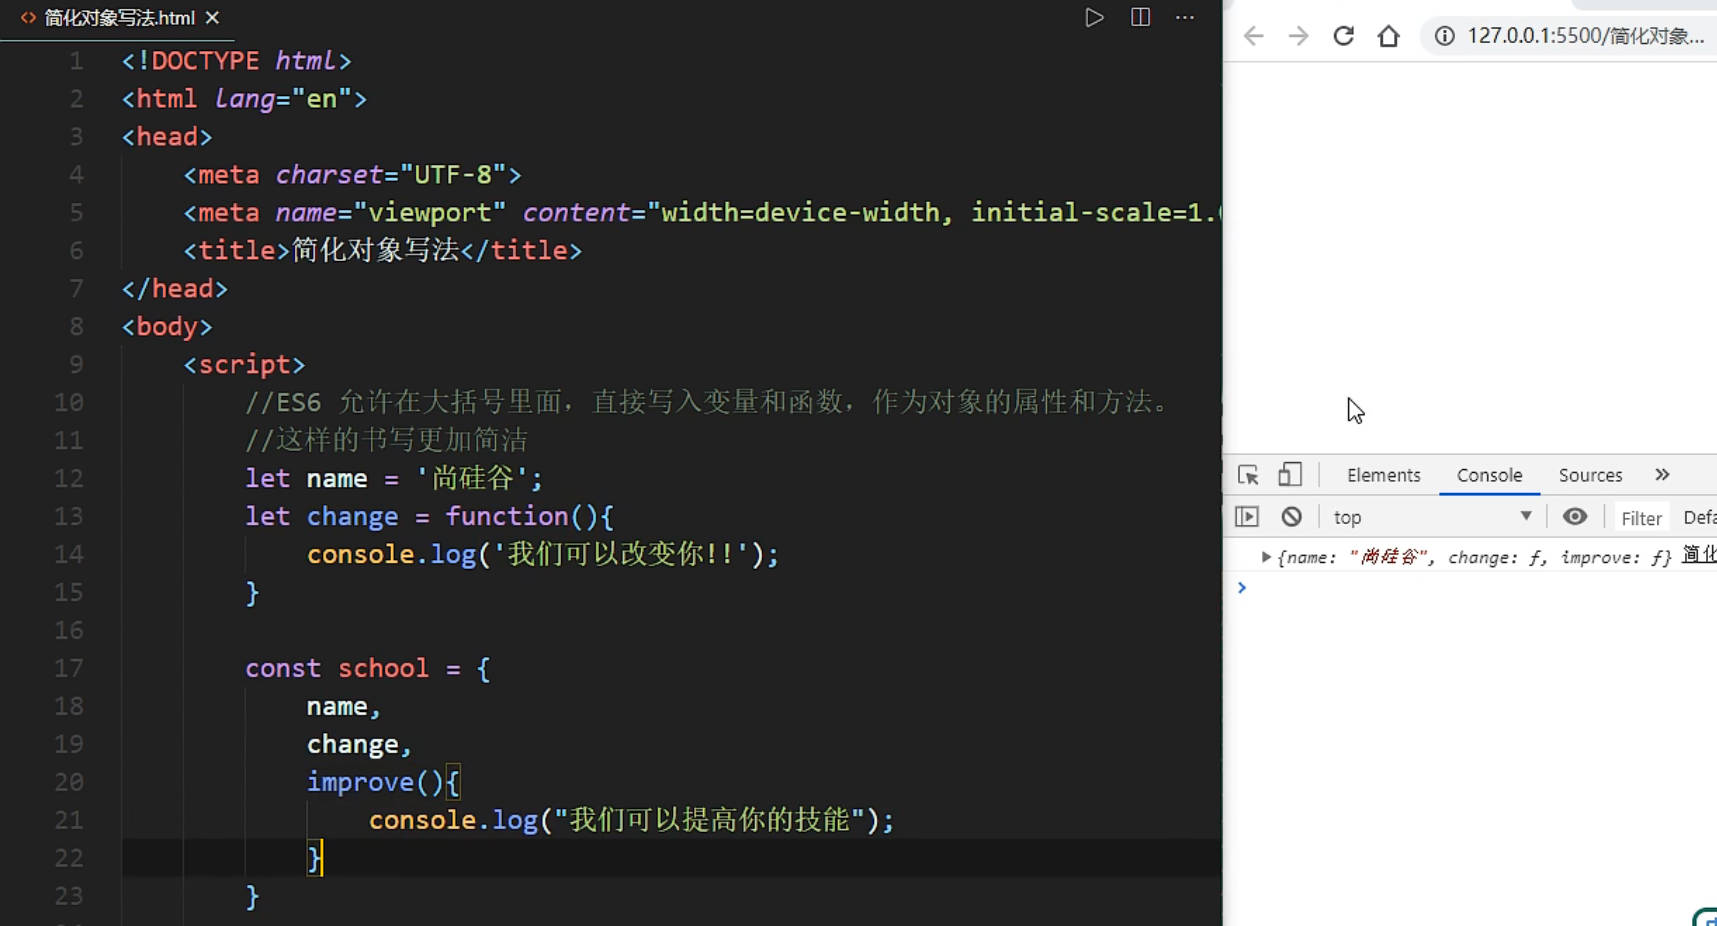 简化对象写法.html
1 <!DOCTYPE html>
2 <html lang="en">
3 <head>
4 <meta charset="UTF-8">
5 <meta name="viewport" content="width=device-width, initial-scale=1.
6 <title>简化对象写法</title>
7 </head>
8 <body>
9 <script>
10 //ES6 允许在大括号里面，直接写入变量和函数，作为对象的属性和方法。
11 //这样的书写更加简洁
12 let name = '尚硅谷';
13 let change = function(){
14 console.log('我们可以改变你!!');
15 }
16
17 const school = {
18 name,
19 change,
20 improve(){
21 console.log("我们可以提高你的技能");
22 }
23 }
127.0.0.1:5500/简化对象...
Elements Console Sources »
top Filter Defa
{name: "尚硅谷", change: ƒ, improve: ƒ} 简化